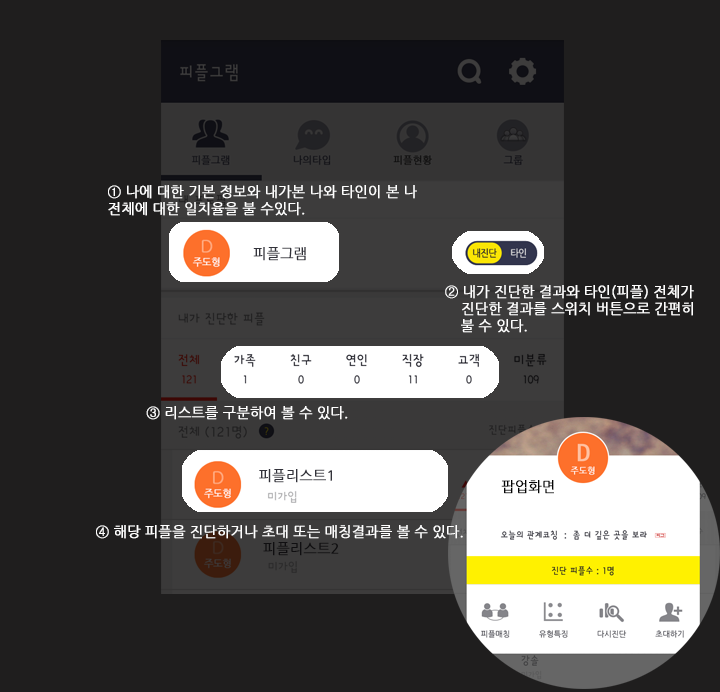 피플그램
피플그램 나의타입 피플현황 그룹
① 나에 대한 기본 정보와 내가본 나와 타인이 본 나
전체에 대한 일치율을 불 수있다.
D
주도형
피플그램
내진단 타인
② 내가 진단한 결과와 타인(피플) 전체가
진단한 결과를 스위치 버튼으로 간편히
불 수 있다.
내가 진단한 피플
전체 가족 친구 연인 직장 고객 미분류
121 1 0 0 11 0 109
③ 리스트를 구분하여 볼 수 있다.
전체 (121명) ?
진단피플
D
주도형
피플리스트1
미가입
④ 해당 피플을 진단하거나 초대 또는 매칭결과를 볼 수 있다.
D
주도형
피플리스트2
미가입
D
주도형
팝업화면
오늘의 관계코칭 : 좀 더 깊은 곳을 보라
진단 피플수 : 1명
피플매칭 유형특징 다시진단 초대하기
강솔